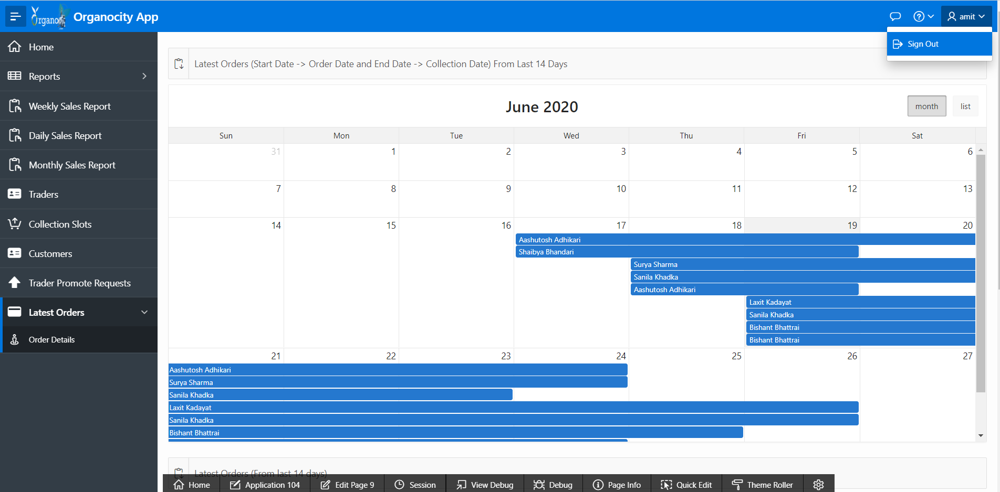 Organo
Organocity App
amit
Sign Out
Home
Reports
Weekly Sales Report
Daily Sales Report
Monthly Sales Report
Traders
Collection Slots
Customers
Trader Promote Requests
Latest Orders
Order Details
Latest Orders (Start Date -> Order Date and End Date -> Collection Date) From Last 14 Days
June 2020
month list
Sun Mon Tue Wed Thu Fri Sat
31 1 2 3 4 5 6
7 8 9 10 11 12 13
14 15 16 17 18 19 20
Aashutosh Adhikari
Shaibya Bhandari
Surya Sharma
Sanila Khadka
Aashutosh Adhikari
Laxit Kadayat
Sanila Khadka
Bishant Bhattrai
Bishant Bhattrai
21 22 23 24 25 26 27
Aashutosh Adhikari
Surya Sharma
Sanila Khadka
Laxit Kadayat
Sanila Khadka
Bishant Bhattrai
Latest Orders (From last 14 days)
Home Application 104 Edit Page 9 Session View Debug Debug Page Info Quick Edit Theme Roller